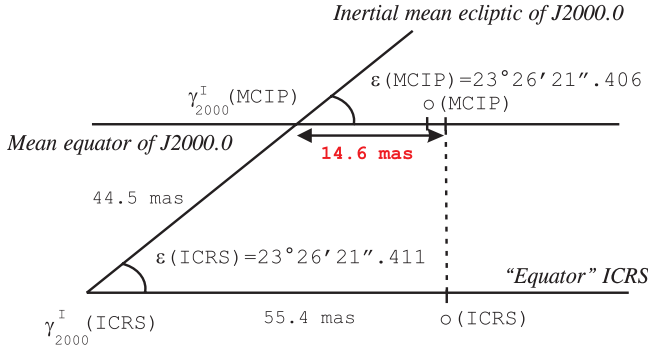 Inertial mean ecliptic of J2000.0
ε(MCIP)=23°26′21″.406
γ^I_2000(MCIP)
o(MCIP)
Mean equator of J2000.0
14.6 mas
44.5 mas
ε(ICRS)=23°26′21″.411
“Equator” ICRS
γ^I_2000(ICRS)
55.4 mas
o(ICRS)